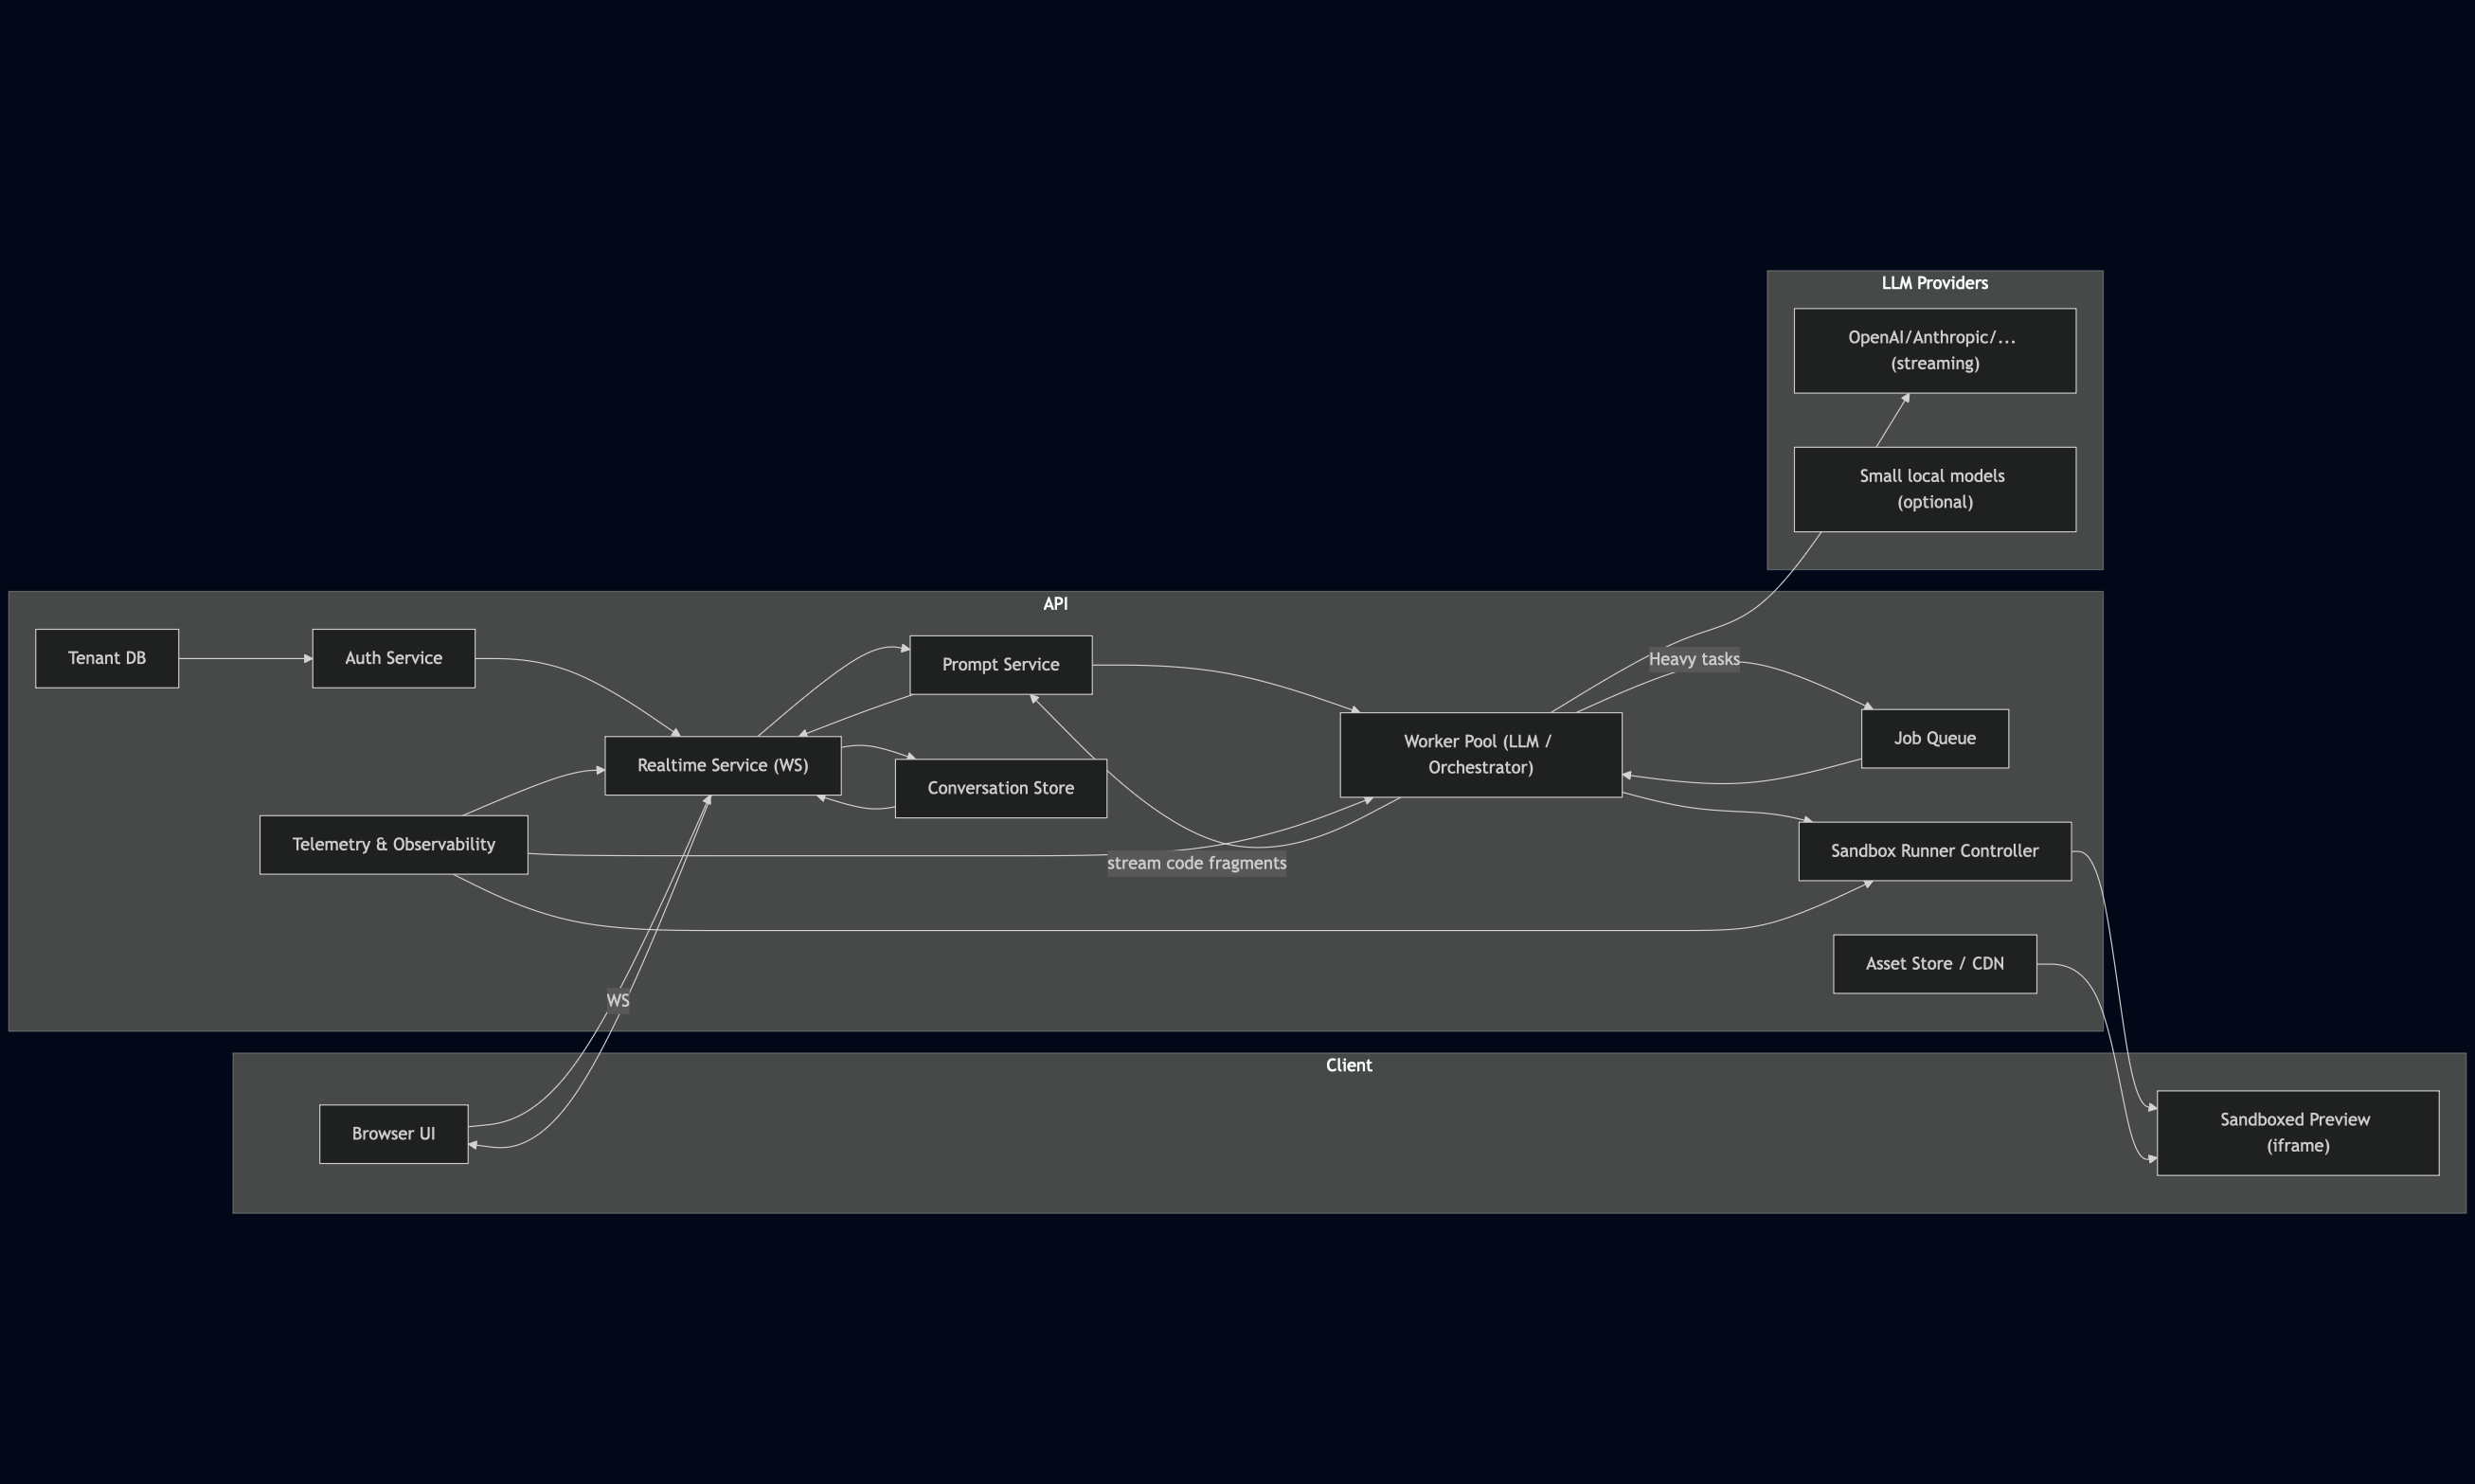 LLM Providers
OpenAI/Anthropic/...
(streaming)
Small local models
(optional)
API
Tenant DB
Auth Service
Prompt Service
Heavy tasks
Realtime Service (WS)
Conversation Store
Worker Pool (LLM /
Orchestrator)
Job Queue
Telemetry & Observability
stream code fragments
Sandbox Runner Controller
Asset Store / CDN
WS
Client
Browser UI
Sandboxed Preview
(iframe)